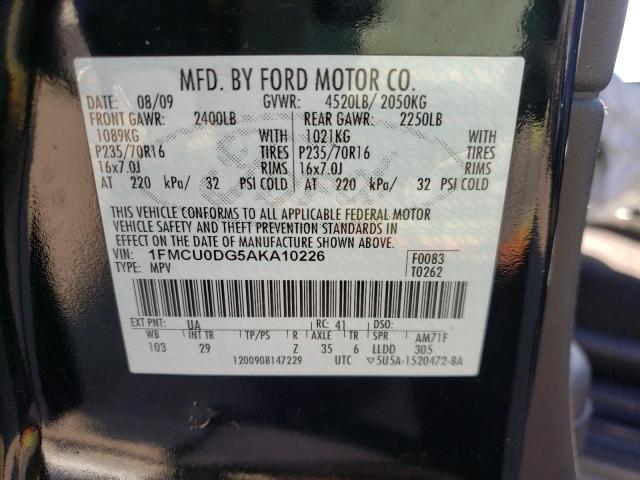 MFD. BY FORD MOTOR CO.
DATE: 08/09 GVWR: 4520LB/ 2050KG
FRONT GAWR: 2400LB REAR GAWR: 2250LB
1089KG WITH 1021KG WITH
P235/70R16 TIRES P235/70R16 TIRES
16x7.0J RIMS 16x7.0J RIMS
AT 220 kPa/ 32 PSI COLD AT 220 kPa/ 32 PSI COLD
THIS VEHICLE CONFORMS TO ALL APPLICABLE FEDERAL MOTOR
VEHICLE SAFETY AND THEFT PREVENTION STANDARDS IN
EFFECT ON THE DATE OF MANUFACTURE SHOWN ABOVE.
VIN: 1FMCU0DG5AKA10226 F0083
TYPE: MPV T0262
EXT PNT: UA RC: 41 DSO:
WB INT TR TP/PS R AXLE TR SPR AM71F
103 29 Z 35 6 LLDD 305
1200908147229 UTC ▽5U5A-1520472-BA